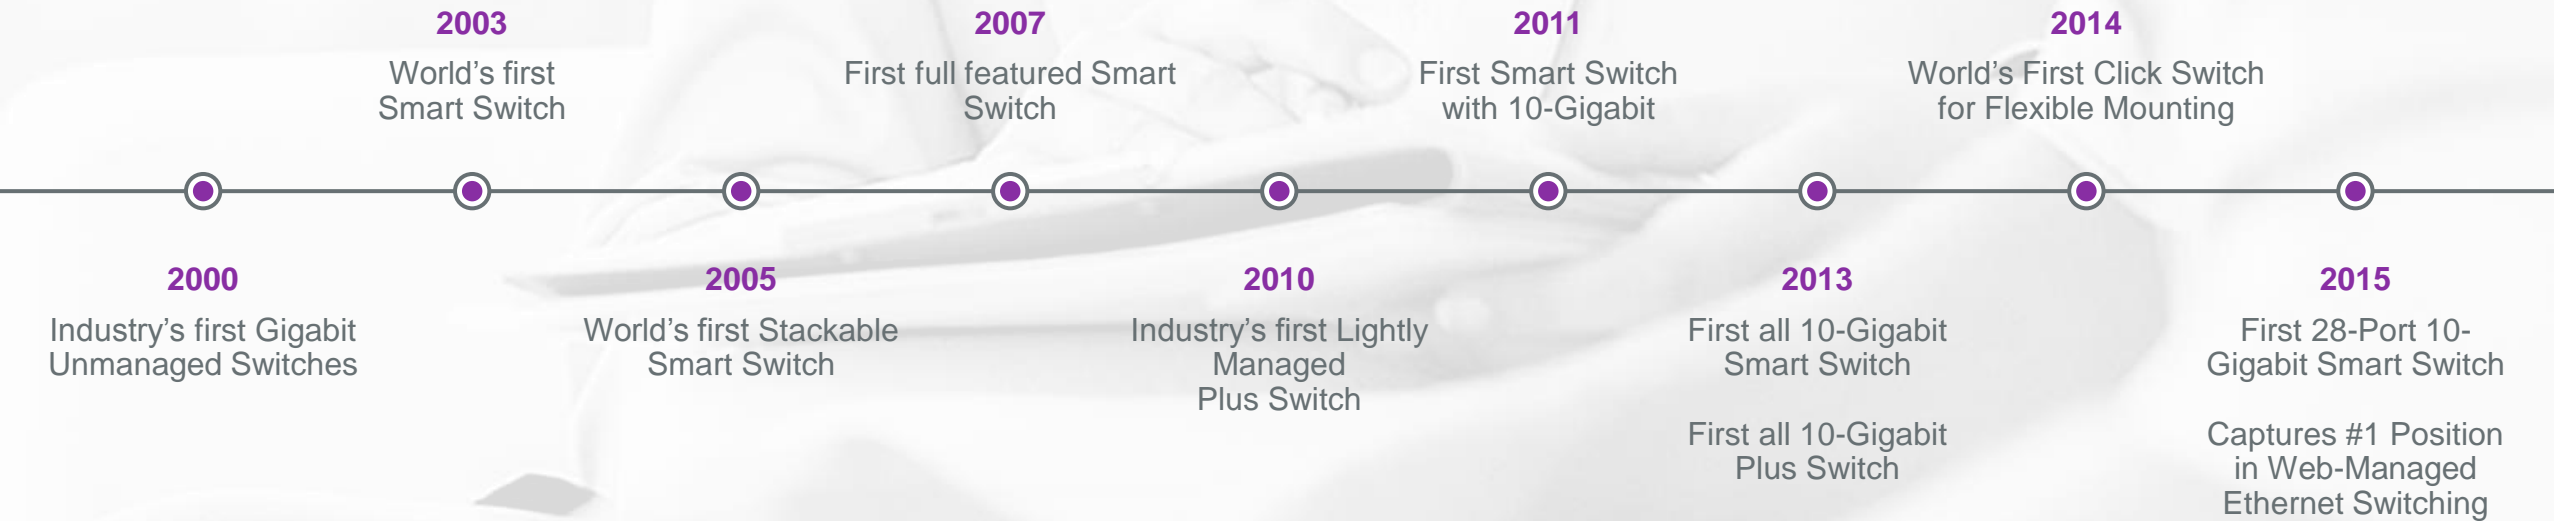 2003
World's first
Smart Switch
2007
First full featured Smart
Switch
2011
First Smart Switch
with 10-Gigabit
2014
World's First Click Switch
for Flexible Mounting
2000
Industry's first Gigabit
Unmanaged Switches
2005
World's first Stackable
Smart Switch
2010
Industry's first Lightly
Managed
Plus Switch
2013
First all 10-Gigabit
Smart Switch
First all 10-Gigabit
Plus Switch
2015
First 28-Port 10-
Gigabit Smart Switch
Captures #1 Position
in Web-Managed
Ethernet Switching